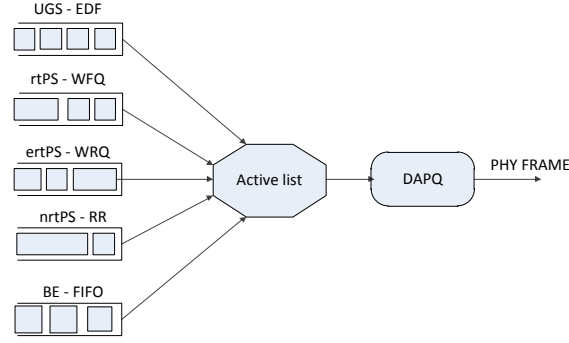 UGS - EDF
rtPS - WFQ
ertPS - WRQ
nrtPS - RR
BE - FIFO
Active list
DAPQ
PHY FRAME